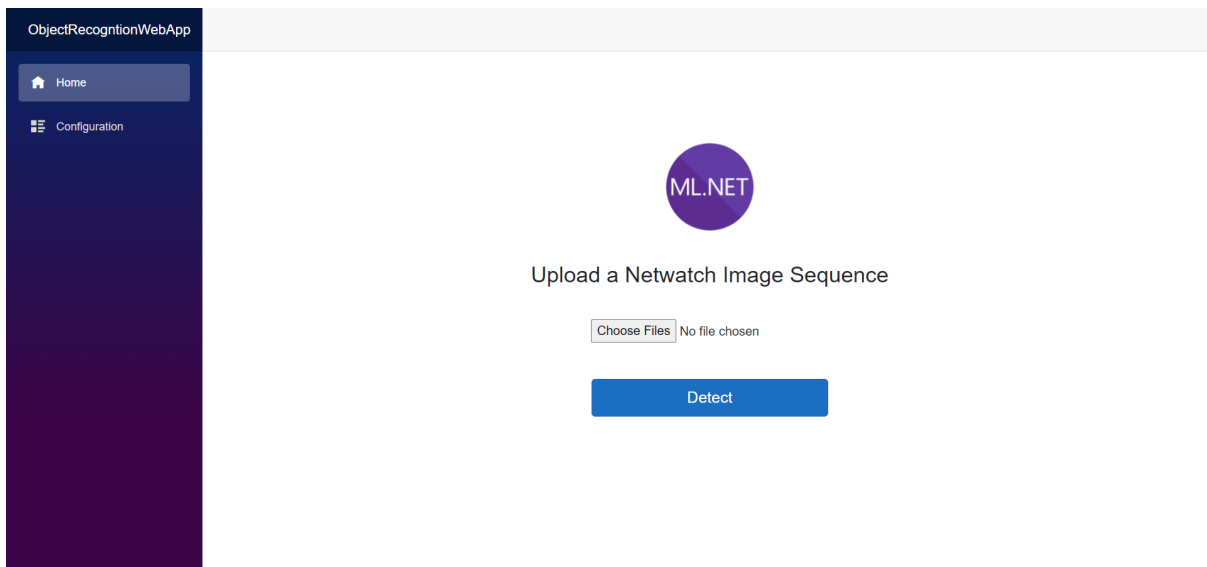 ObjectRecogntionWebApp
Home
Configuration
ML.NET
Upload a Netwatch Image Sequence
Choose Files No file chosen
Detect